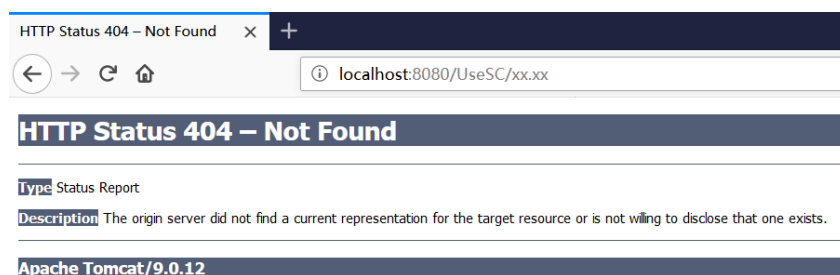 HTTP Status 404 – Not Found
localhost:8080/UseSC/xx.xx
HTTP Status 404 – Not Found
Type Status Report
Description The origin server did not find a current representation for the target resource or is not willing to disclose that one exists.
Apache Tomcat/9.0.12